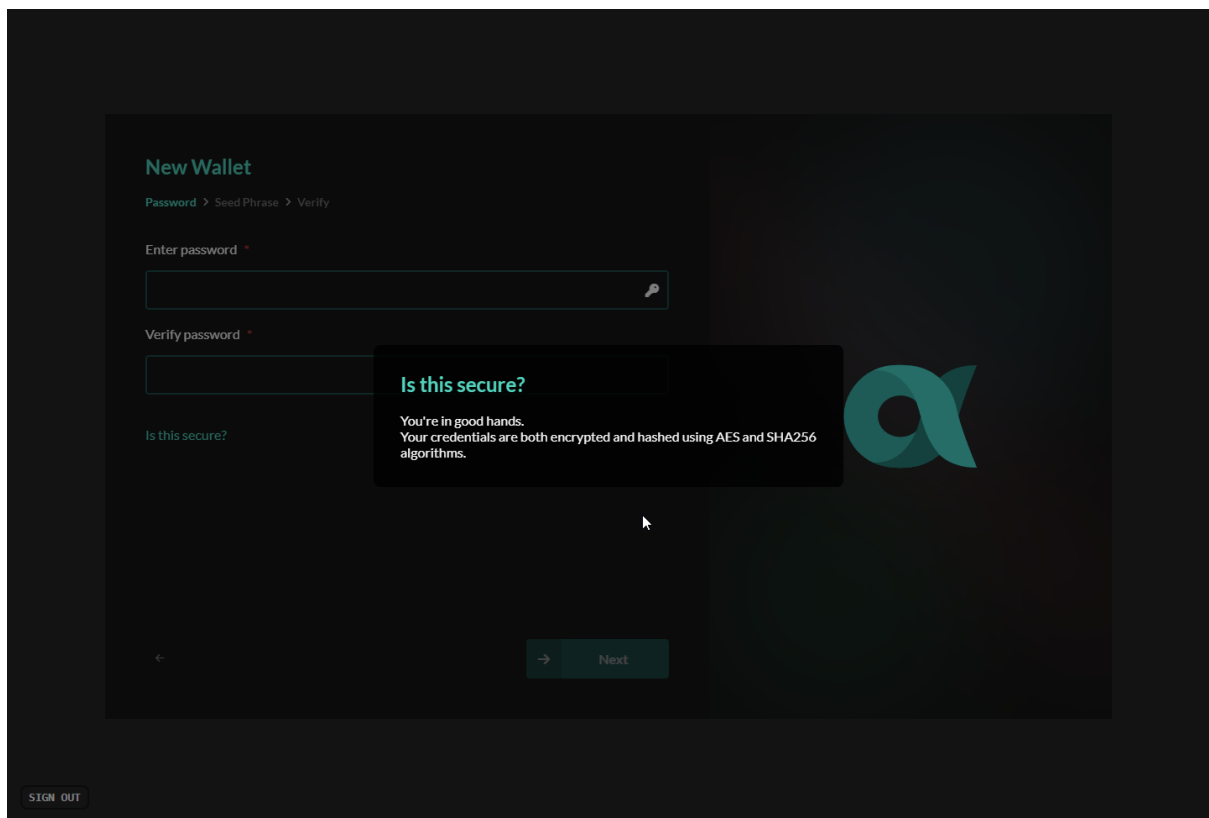 New Wallet
Password > Seed Phrase > Verify
Enter password *
Verify password *
Is this secure?
Is this secure?
You're in good hands.
Your credentials are both encrypted and hashed using AES and SHA256
algorithms.
Next
SIGN OUT